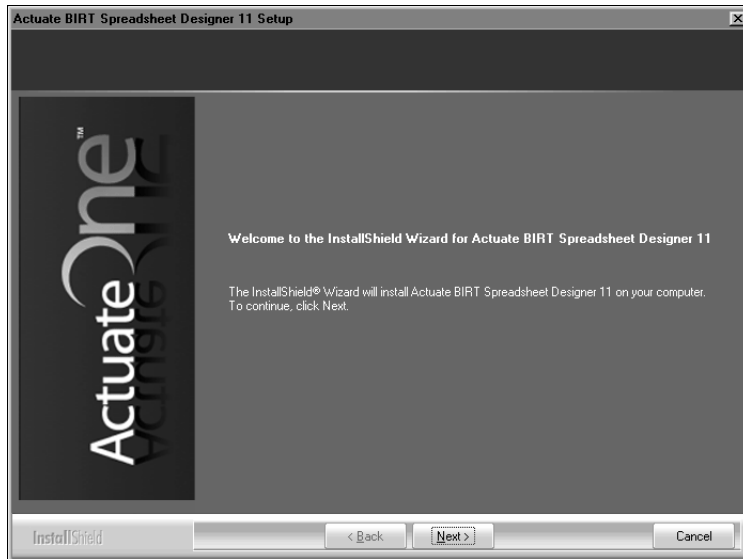 Actuate BIRT Spreadsheet Designer 11 Setup
ActuateOne™
Welcome to the InstallShield Wizard for Actuate BIRT Spreadsheet Designer 11
The InstallShield® Wizard will install Actuate BIRT Spreadsheet Designer 11 on your computer.
To continue, click Next.
InstallShield
< Back
Next >
Cancel